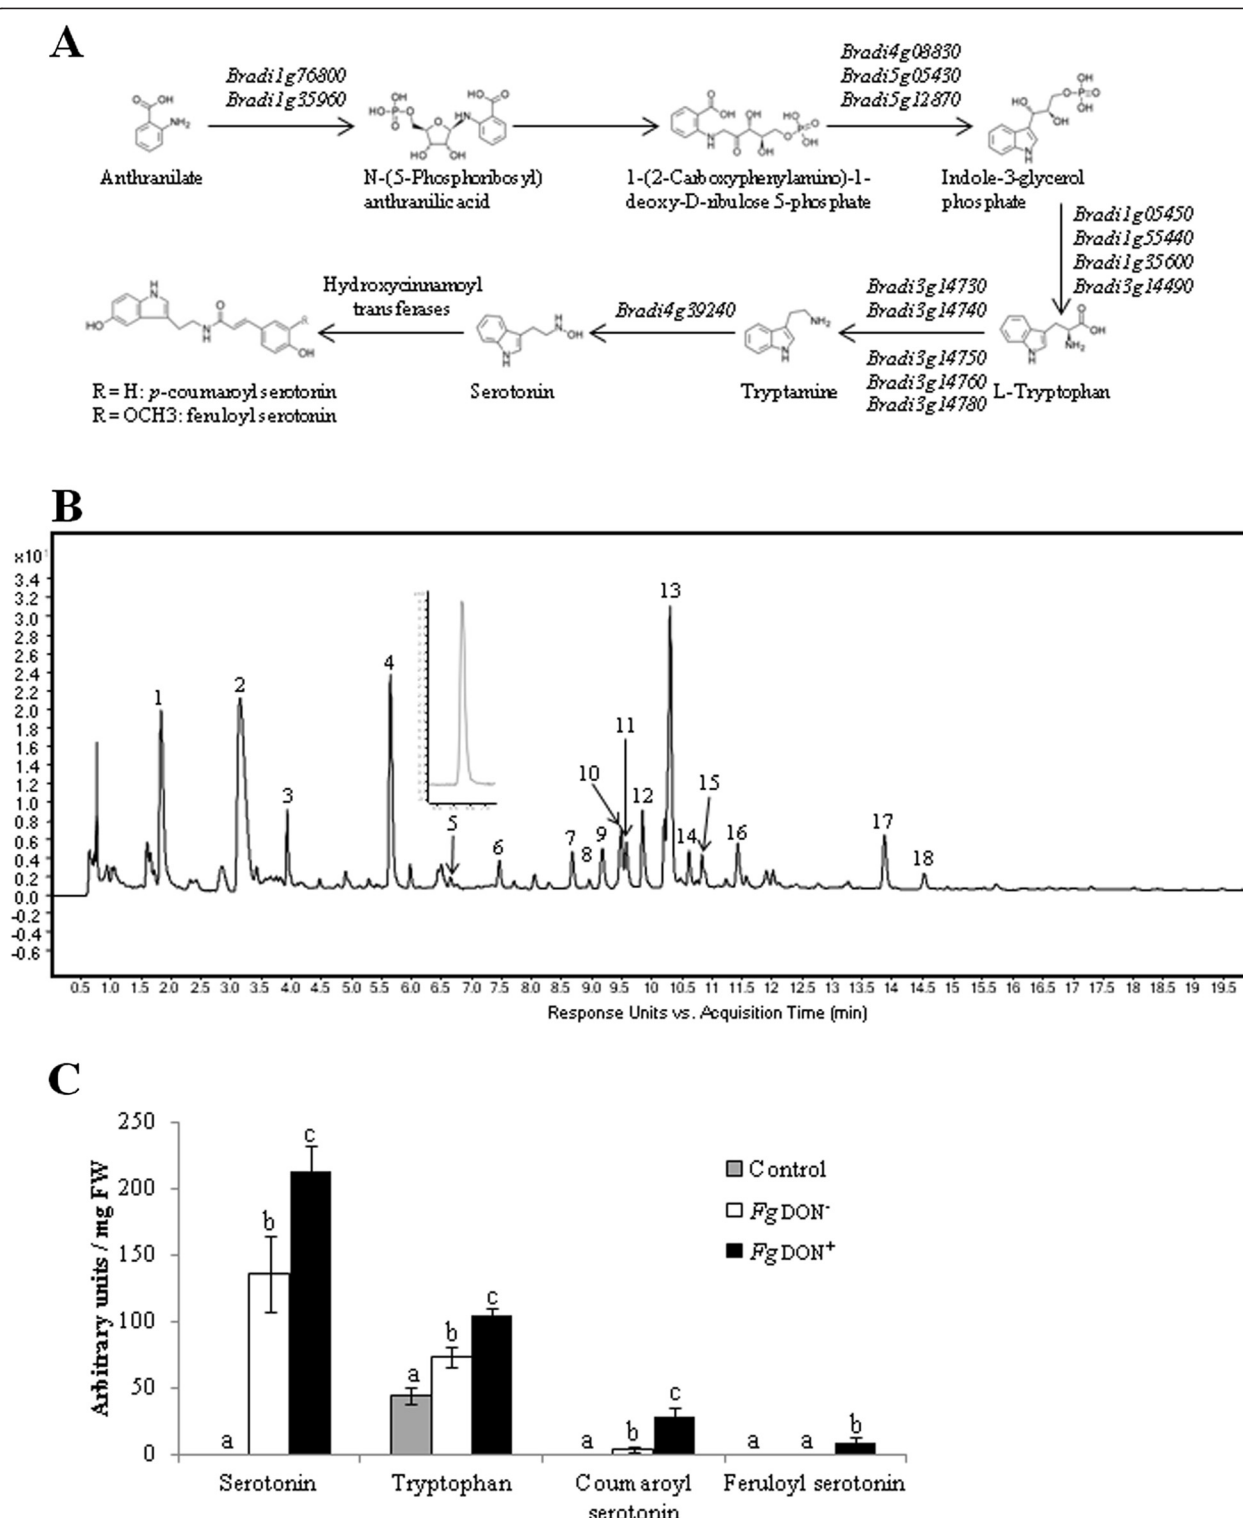 A
Bradi1g76800
Bradi1g35960
Bradi4g08830
Bradi5g05430
Bradi5g12870
Anthranilate
N-(5-Phosphoribosyl)
anthranilic acid
1-(2-Carboxyphenylamino)-1-
deoxy-D-ribulose 5-phosphate
Indole-3-glycerol
phosphate
Bradi1g05450
Bradi1g55440
Bradi1g35600
Bradi3g14490
Hydroxycinnamoyl
transferases
Bradi4g39240
Bradi3g14730
Bradi3g14740
Bradi3g14750
Bradi3g14760
Bradi3g14780
R = H: p-coumaroyl serotonin
R = OCH3: feruloyl serotonin
Serotonin
Tryptamine
L-Tryptophan
B
x10
3.4
3.2
3.0
2.8
2.6
2.4
2.2
2.0
1.8
1.6
1.4
1.2
1.0
0.8
0.6
0.4
0.2
0.0
-0.2
-0.4
-0.6
1 2 3 4 5 6 7 8 9 10 11 12 13 14 15 16 17 18
0.5 1.0 1.5 2.0 2.5 3.0 3.5 4.0 4.5 5.0 5.5 6.0 6.5 7.0 7.5 8.0 8.5 9.0 9.5 10 10.5 11 11.5 12 12.5 13 13.5 14 14.5 15 15.5 16 16.5 17 17.5 18 18.5 19 19.5
Response Units vs. Acquisition Time (min)
C
Arbitrary units / mg FW
250
200
150
100
50
0
a b c
a b c
a b c
a a b
Control
Fg DON-
Fg DON+
Serotonin
Tryptophan
Coumaroyl
serotonin
Feruloyl serotonin